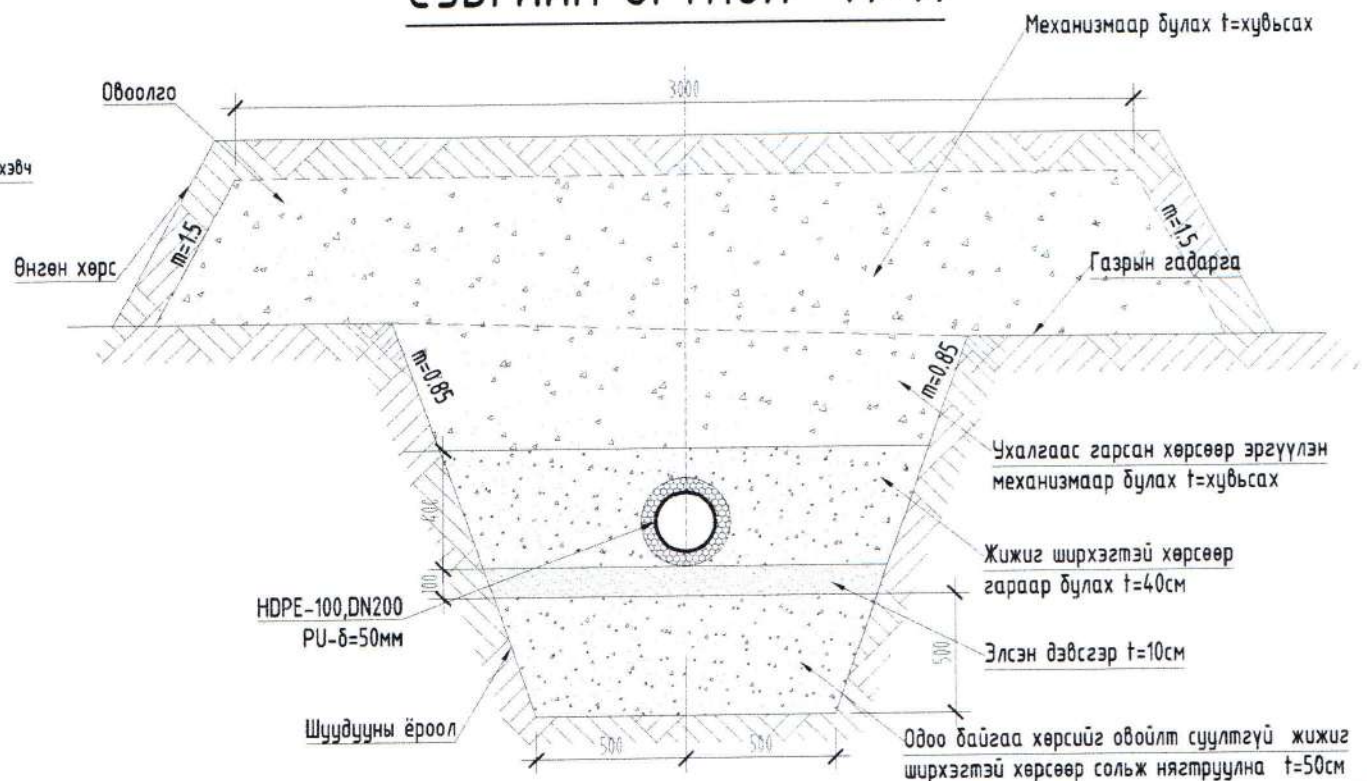 Механизмаар булах t=хувьсах
Овоолго
3000
хэвч
m=1.5
m=1.5
Өнгөн хөрс
Газрын гадарга
m=0.85
m=0.85
Ухалгаас гарсан хөрсөөр эргүүлэн
механизмаар булах t=хувьсах
400
Жижиг ширхэгтэй хөрсөөр
гараар булах t=40см
100
HDPE-100,DN200
PU-δ=50мм
Элсэн дэвсгэр t=10см
500
Шуудууны ёроол
500
500
Одоо байгаа хөрсийг овойлт суултгүй жижиг
ширхэгтэй хөрсөөр сольж нягтруулна t=50см